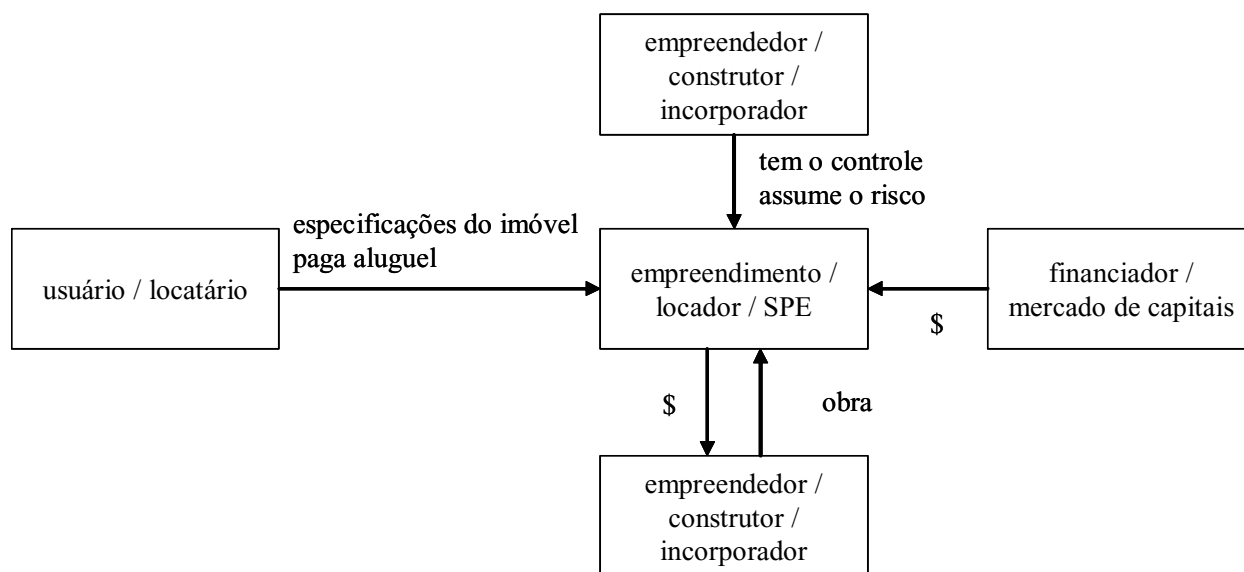 empreendedor /
construtor /
incorporador
tem o controle
assume o risco
especificações do imóvel
paga aluguel
usuário / locatário
empreendimento /
locador / SPE
financiador /
mercado de capitais
$
$
obra
empreendedor /
construtor /
incorporador